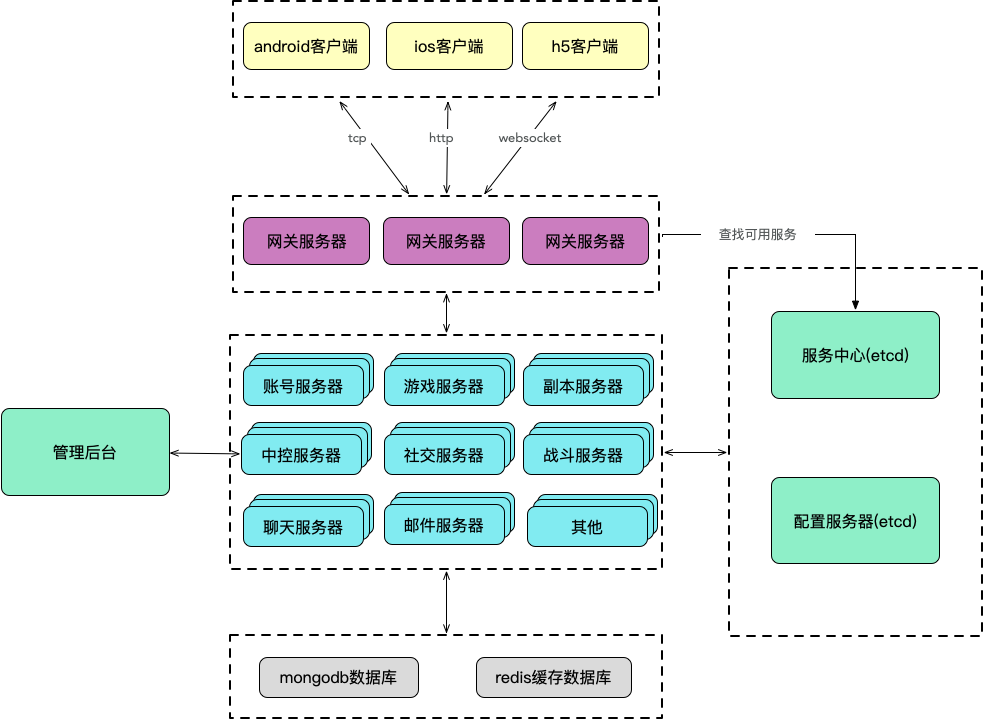 android客户端
ios客户端
h5客户端
tcp
http
websocket
网关服务器
网关服务器
网关服务器
查找可用服务
服务中心(etcd)
账号服务器
游戏服务器
副本服务器
管理后台
中控服务器
社交服务器
战斗服务器
配置服务器(etcd)
聊天服务器
邮件服务器
其他
mongodb数据库
redis缓存数据库